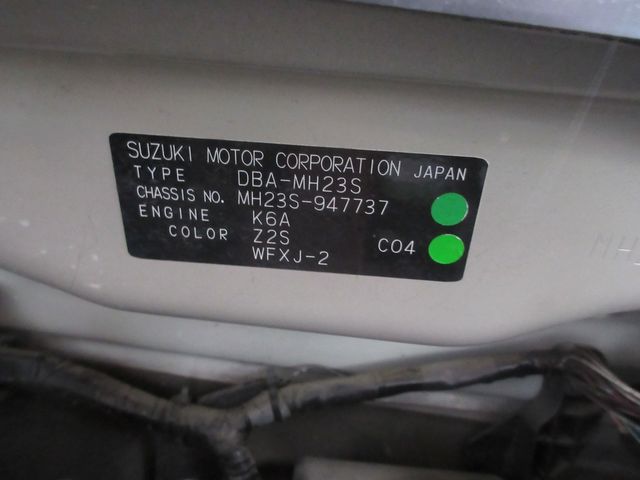 SUZUKI MOTOR CORPORATION JAPAN
TYPE DBA-MH23S
CHASSIS NO. MH23S-947737
ENGINE K6A
COLOR Z2S C04
WFXJ-2